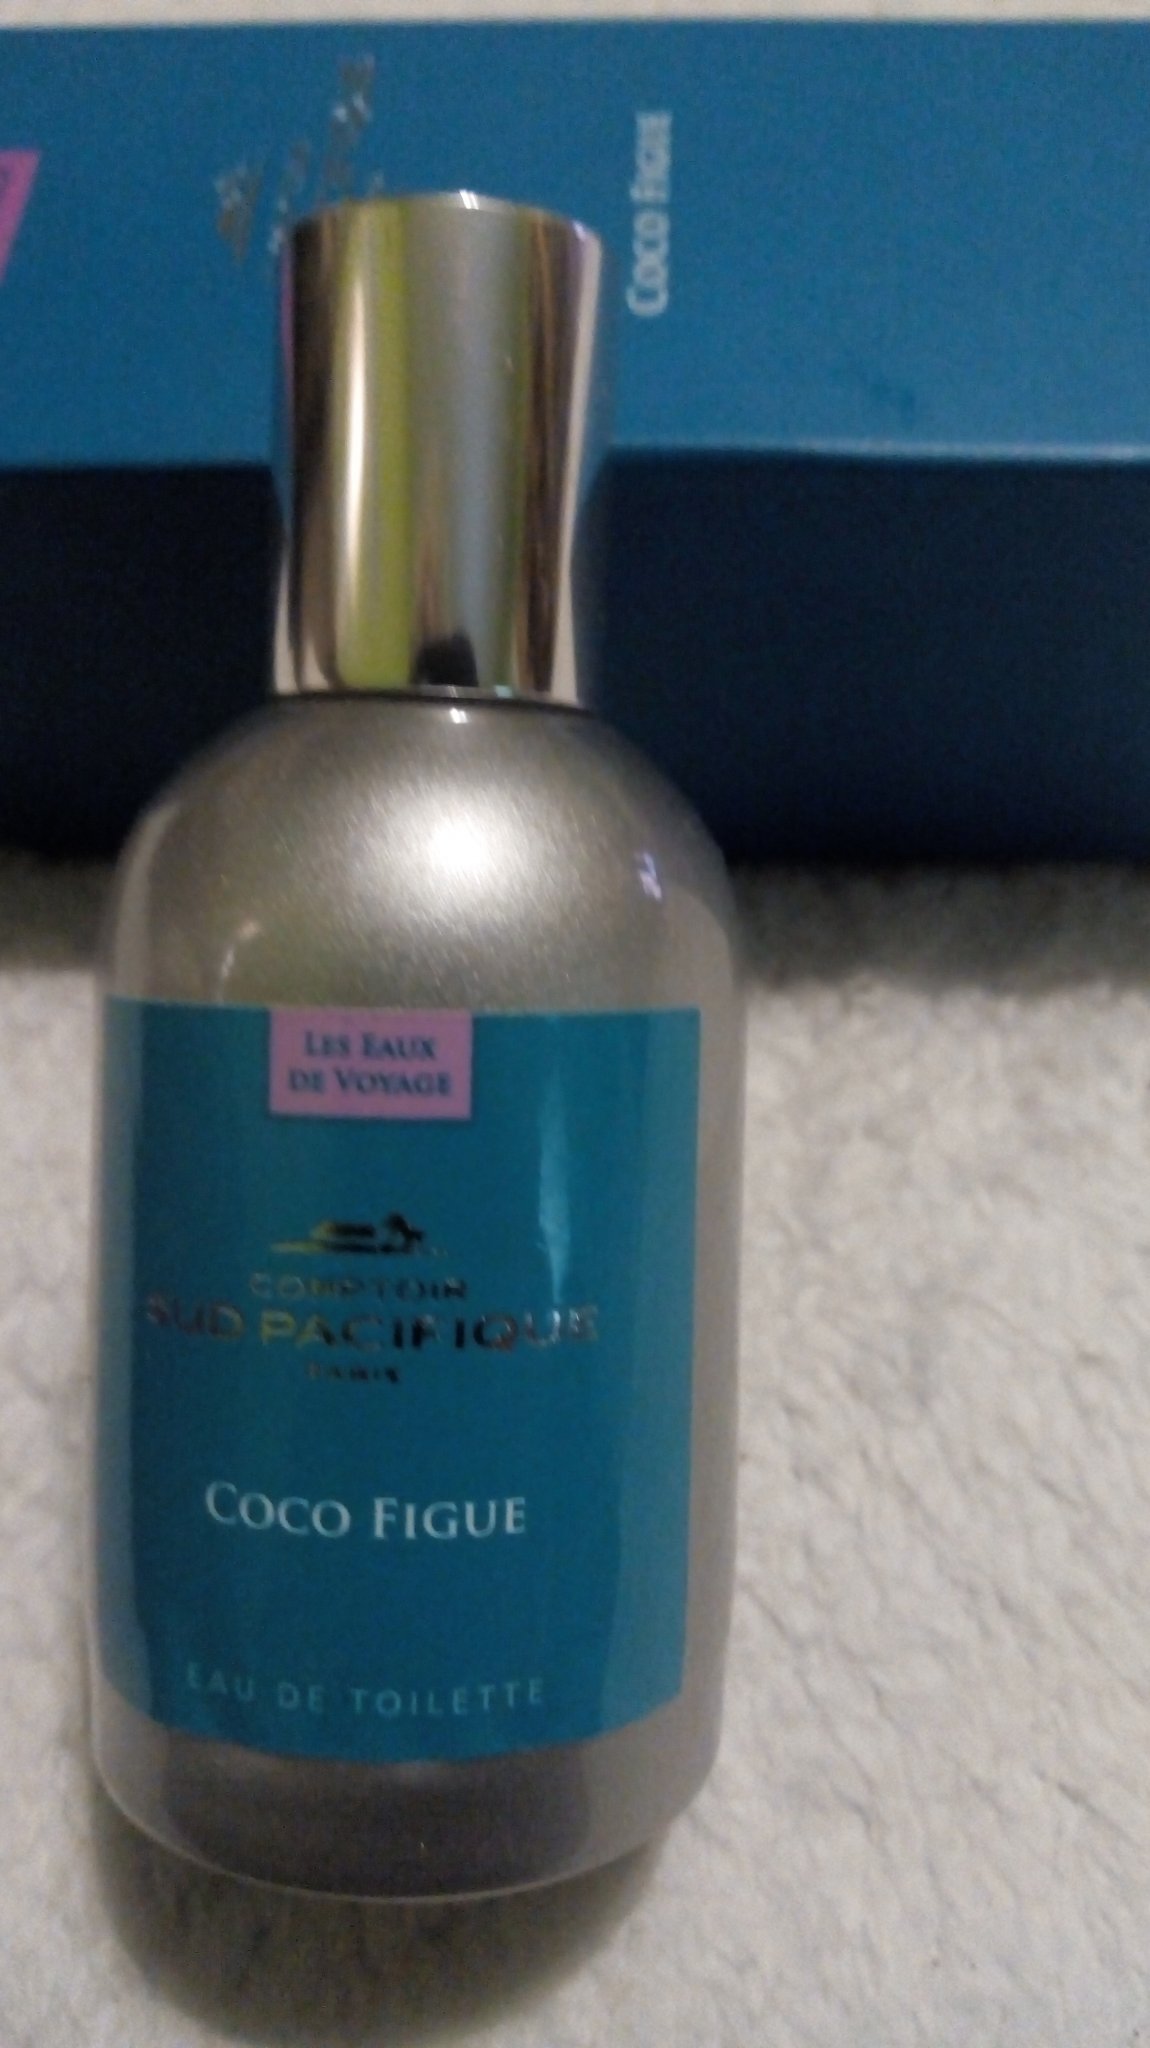 Coco Figue
Les Eaux
de Voyage
COMPTOIR
SUD PACIFIQUE
PARIS
Coco Figue
EAU DE TOILETTE